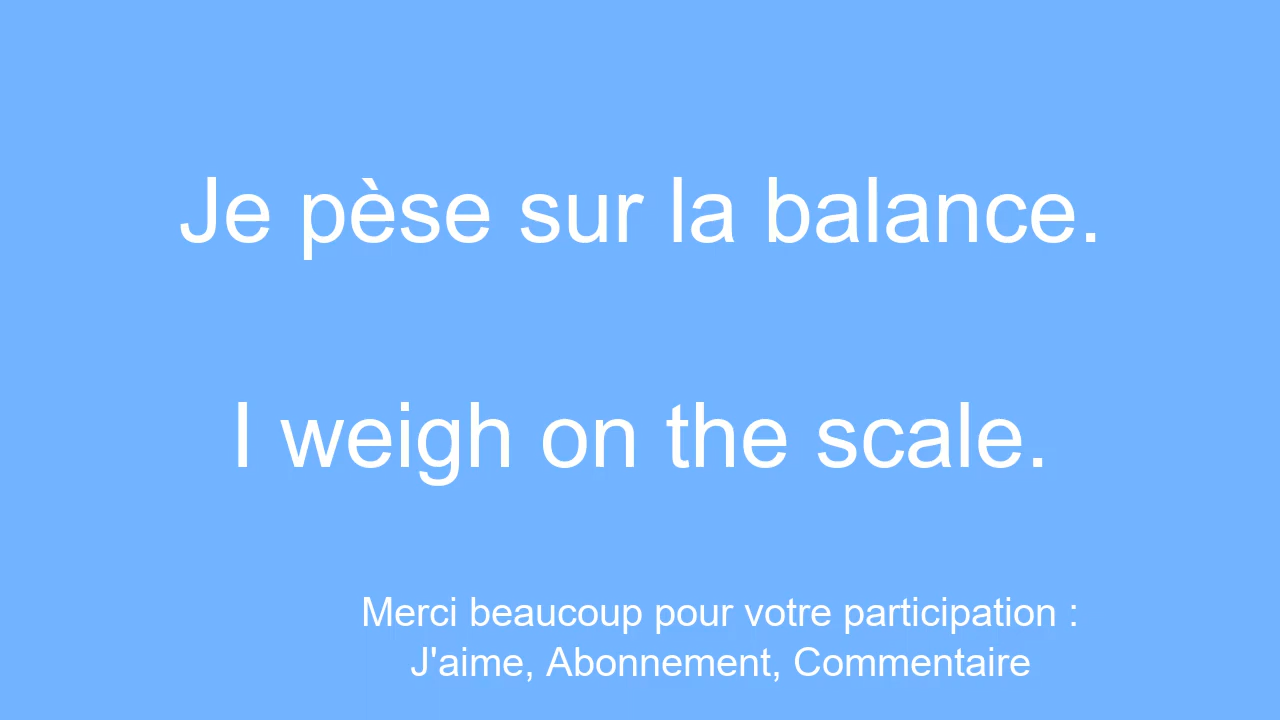 Je pèse sur la balance.
I weigh on the scale.
Merci beaucoup pour votre participation :
J'aime, Abonnement, Commentaire